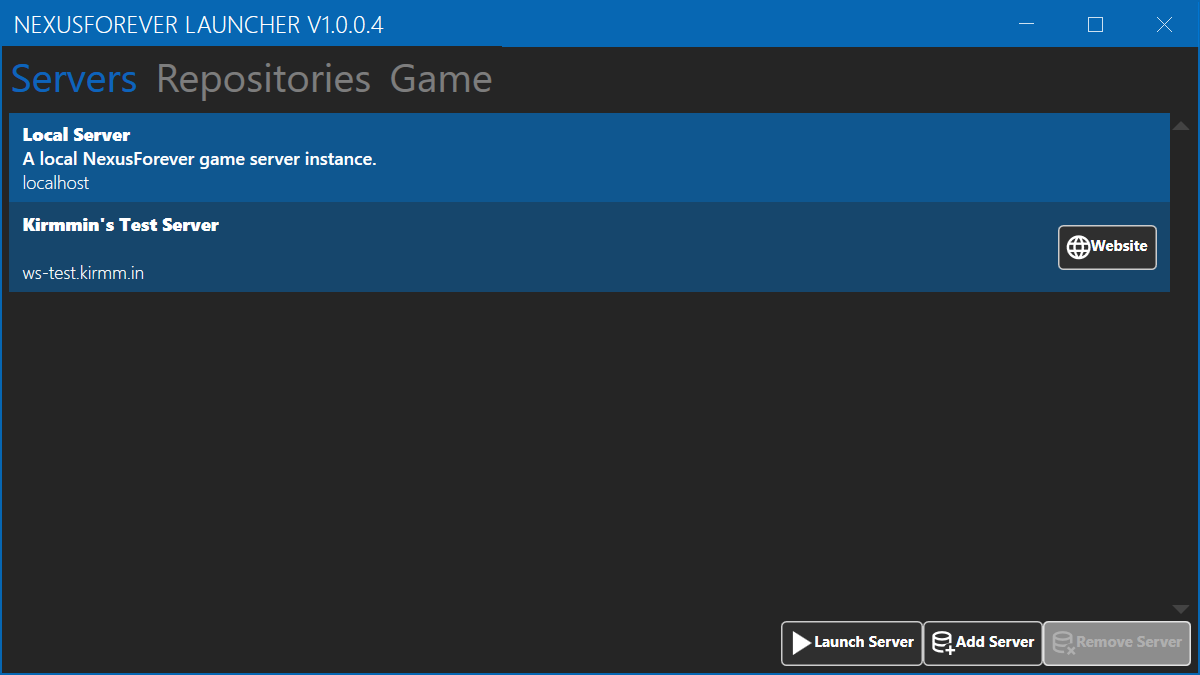 NEXUSFOREVER LAUNCHER V1.0.0.4
Servers Repositories Game
Local Server
A local NexusForever game server instance.
localhost
Kirmmin's Test Server
Website
ws-test.kirmm.in
Launch Server Add Server Remove Server